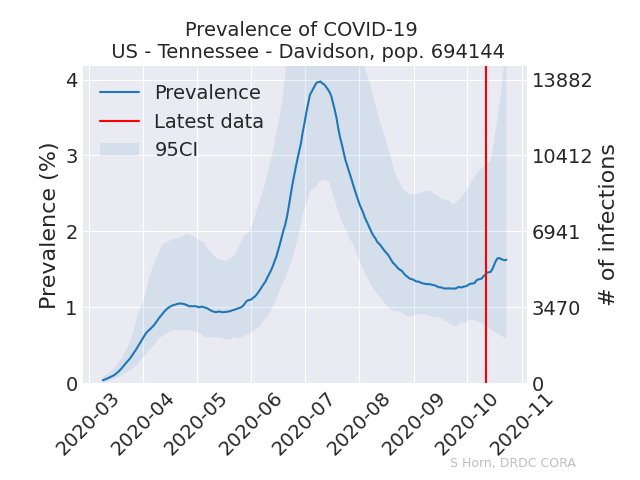 Prevalence of COVID-19
US - Tennessee - Davidson, pop. 694144
Prevalence
Latest data
95CI
Prevalence (%)
4
3
2
1
0
13882
10412
6941
3470
0
# of infections
2020-03
2020-04
2020-05
2020-06
2020-07
2020-08
2020-09
2020-10
2020-11
S Horn, DRDC CORA